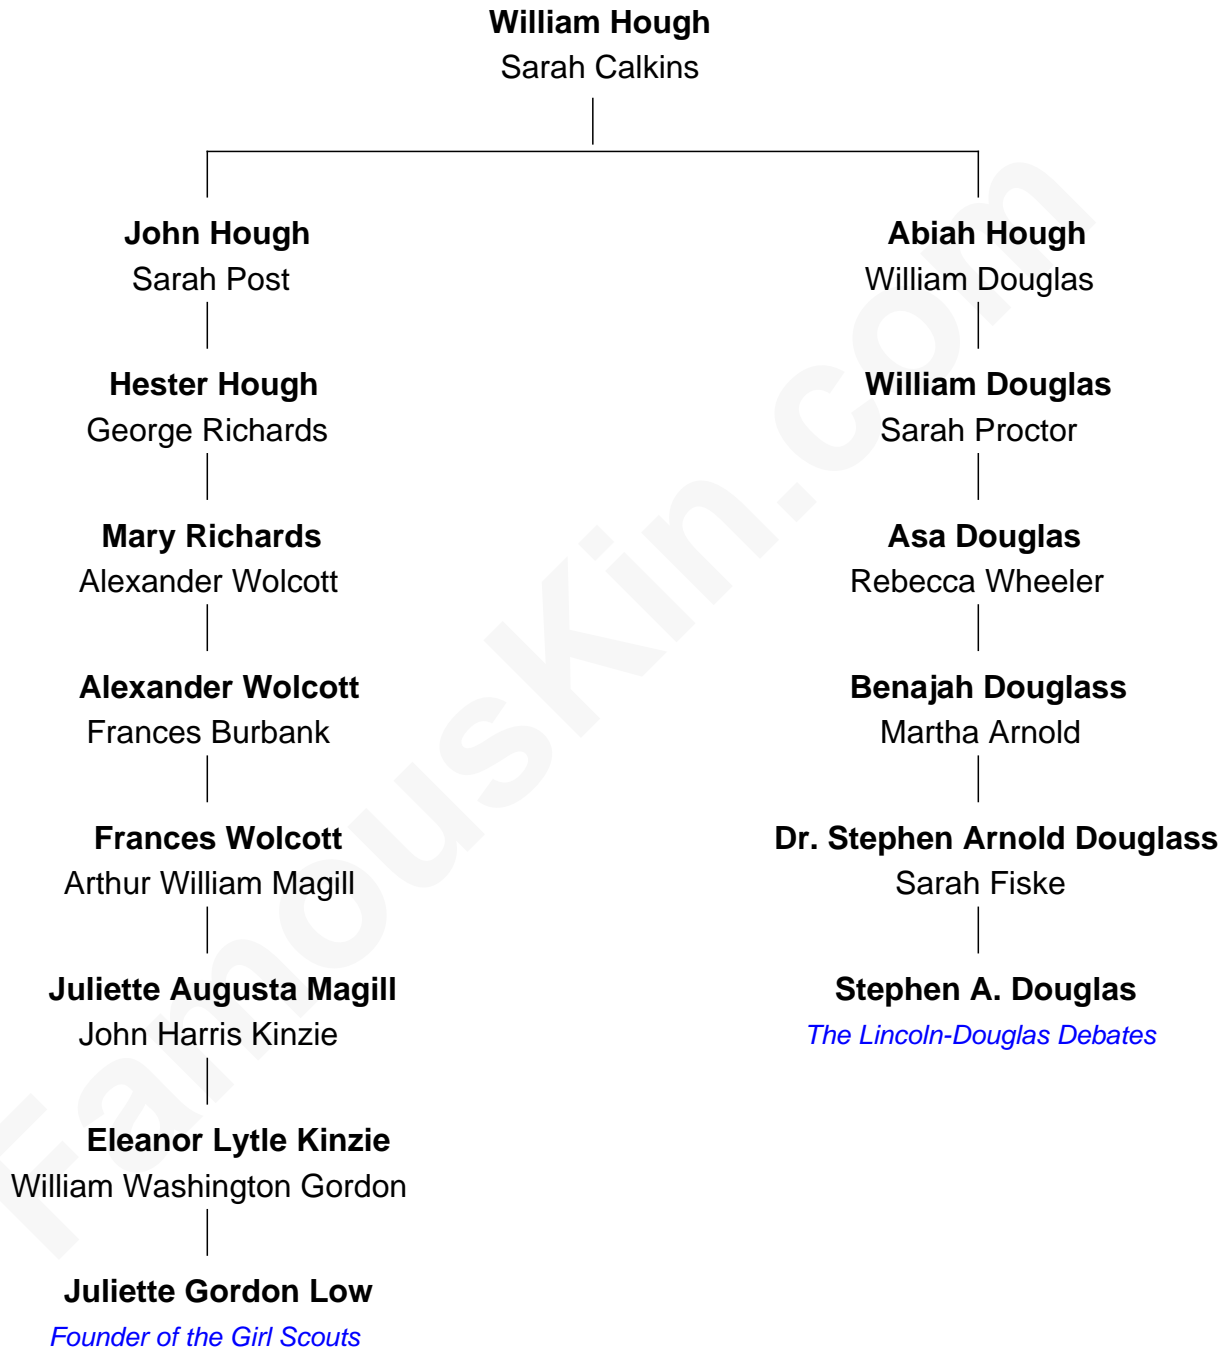 William Hough
Sarah Calkins
John Hough
Sarah Post
Hester Hough
George Richards
Mary Richards
Alexander Wolcott
Alexander Wolcott
Frances Burbank
Frances Wolcott
Arthur William Magill
Juliette Augusta Magill
John Harris Kinzie
Eleanor Lytle Kinzie
William Washington Gordon
Juliette Gordon Low
Founder of the Girl Scouts
Abiah Hough
William Douglas
William Douglas
Sarah Proctor
Asa Douglas
Rebecca Wheeler
Benajah Douglass
Martha Arnold
Dr. Stephen Arnold Douglass
Sarah Fiske
Stephen A. Douglas
The Lincoln-Douglas Debates
FamousKin.com